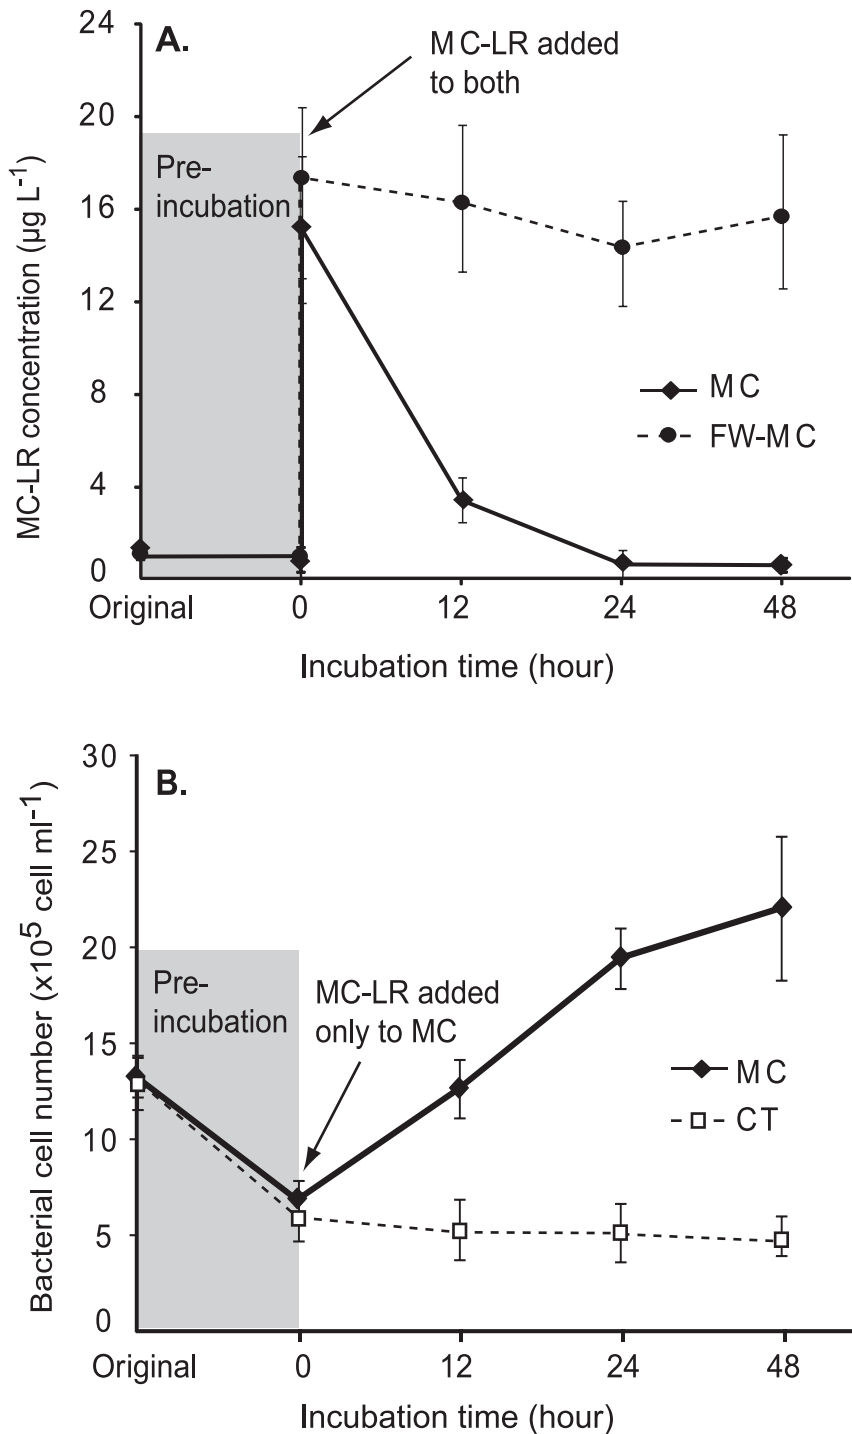 A.
MC-LR added
to both
Pre-
incubation
MC-LR concentration (µg L⁻¹)
24
20
16
12
8
4
0
MC
FW-MC
Original 0 12 24 48
Incubation time (hour)
B.
Pre-
incubation
MC-LR added
only to MC
Bacterial cell number (x10⁵ cell ml⁻¹)
30
25
20
15
10
5
0
MC
CT
Original 0 12 24 48
Incubation time (hour)